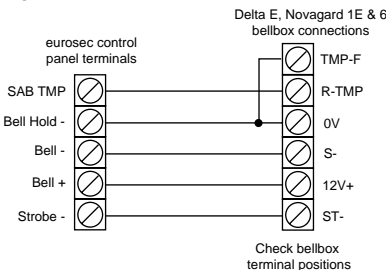 Delta E, Novagard 1E & 6
bellbox connections
eurosec control
panel terminals
TMP-F
SAB TMP
R-TMP
Bell Hold -
0V
Bell -
S-
Bell +
12V+
Strobe -
ST-
Check bellbox
terminal positions